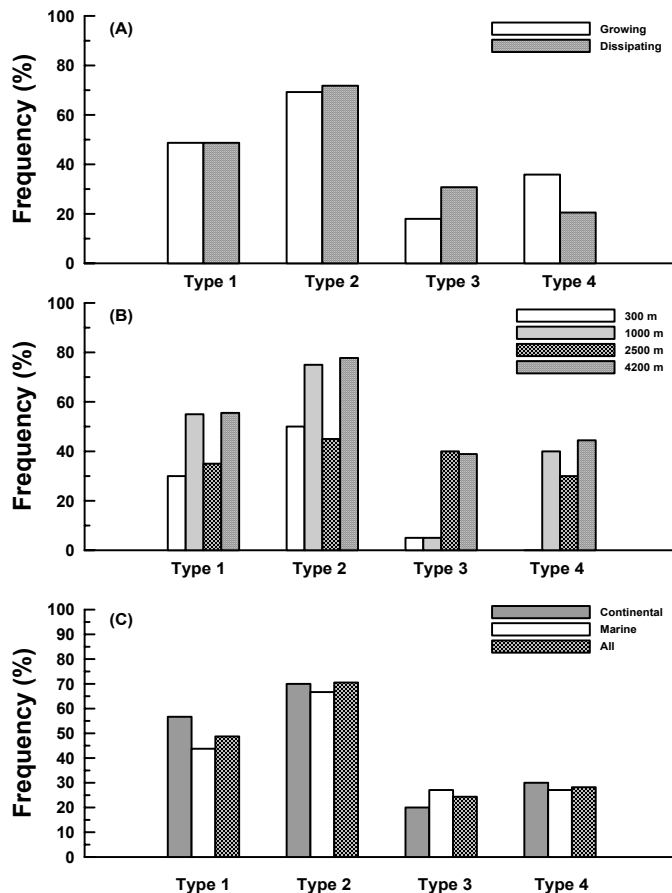 (A)
Growing
Dissipating
Frequency (%)
100
80
60
40
20
0
Type 1 Type 2 Type 3 Type 4
(B)
300 m
1000 m
2500 m
4200 m
Frequency (%)
100
80
60
40
20
0
Type 1 Type 2 Type 3 Type 4
(C)
Continental
Marine
All
Frequency (%)
100
90
80
70
60
50
40
30
20
10
0
Type 1 Type 2 Type 3 Type 4